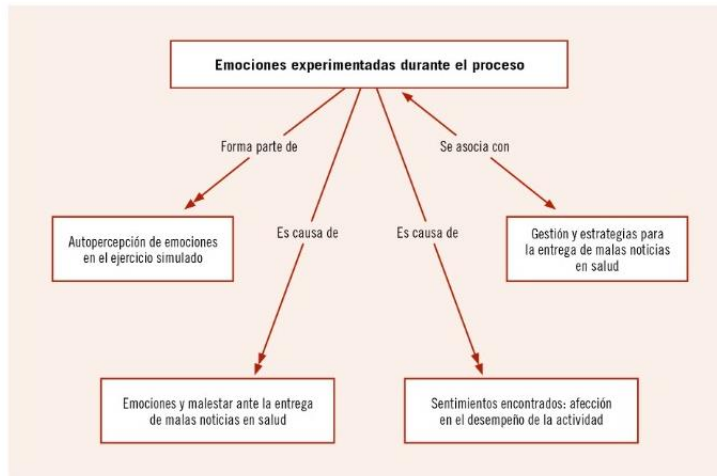 Emociones experimentadas durante el proceso
Forma parte de
Se asocia con
Autopercepción de emociones
en el ejercicio simulado
Es causa de
Es causa de
Gestión y estrategias para
la entrega de malas noticias
en salud
Emociones y malestar ante la entrega
de malas noticias en salud
Sentimientos encontrados: afección
en el desempeño de la actividad